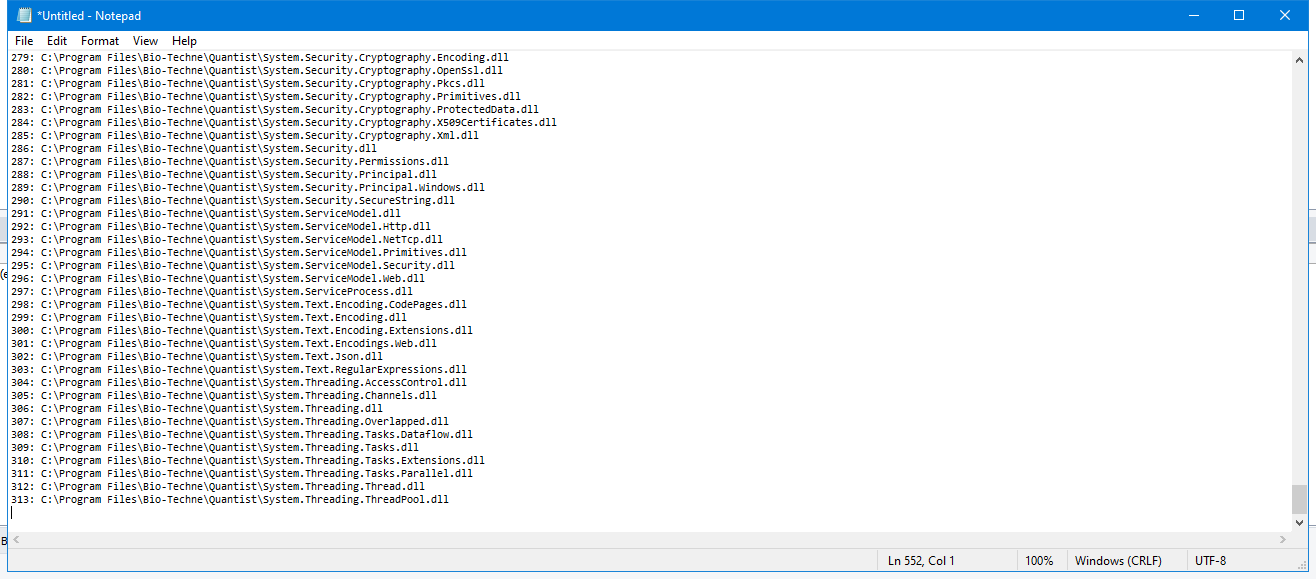 *Untitled - Notepad
File Edit Format View Help
279: C:\Program Files\Bio-Techne\Quantist\System.Security.Cryptography.Encoding.dll
280: C:\Program Files\Bio-Techne\Quantist\System.Security.Cryptography.OpenSsl.dll
281: C:\Program Files\Bio-Techne\Quantist\System.Security.Cryptography.Pkcs.dll
282: C:\Program Files\Bio-Techne\Quantist\System.Security.Cryptography.Primitives.dll
283: C:\Program Files\Bio-Techne\Quantist\System.Security.Cryptography.ProtectedData.dll
284: C:\Program Files\Bio-Techne\Quantist\System.Security.Cryptography.X509Certificates.dll
285: C:\Program Files\Bio-Techne\Quantist\System.Security.Cryptography.Xml.dll
286: C:\Program Files\Bio-Techne\Quantist\System.Security.dll
287: C:\Program Files\Bio-Techne\Quantist\System.Security.Permissions.dll
288: C:\Program Files\Bio-Techne\Quantist\System.Security.Principal.dll
289: C:\Program Files\Bio-Techne\Quantist\System.Security.Principal.Windows.dll
290: C:\Program Files\Bio-Techne\Quantist\System.Security.SecureString.dll
291: C:\Program Files\Bio-Techne\Quantist\System.ServiceModel.dll
292: C:\Program Files\Bio-Techne\Quantist\System.ServiceModel.Http.dll
293: C:\Program Files\Bio-Techne\Quantist\System.ServiceModel.NetTcp.dll
294: C:\Program Files\Bio-Techne\Quantist\System.ServiceModel.Primitives.dll
295: C:\Program Files\Bio-Techne\Quantist\System.ServiceModel.Security.dll
296: C:\Program Files\Bio-Techne\Quantist\System.ServiceModel.Web.dll
297: C:\Program Files\Bio-Techne\Quantist\System.ServiceProcess.dll
298: C:\Program Files\Bio-Techne\Quantist\System.Text.Encoding.CodePages.dll
299: C:\Program Files\Bio-Techne\Quantist\System.Text.Encoding.dll
300: C:\Program Files\Bio-Techne\Quantist\System.Text.Encoding.Extensions.dll
301: C:\Program Files\Bio-Techne\Quantist\System.Text.Encodings.Web.dll
302: C:\Program Files\Bio-Techne\Quantist\System.Text.Json.dll
303: C:\Program Files\Bio-Techne\Quantist\System.Text.RegularExpressions.dll
304: C:\Program Files\Bio-Techne\Quantist\System.Threading.AccessControl.dll
305: C:\Program Files\Bio-Techne\Quantist\System.Threading.Channels.dll
306: C:\Program Files\Bio-Techne\Quantist\System.Threading.dll
307: C:\Program Files\Bio-Techne\Quantist\System.Threading.Overlapped.dll
308: C:\Program Files\Bio-Techne\Quantist\System.Threading.Tasks.Dataflow.dll
309: C:\Program Files\Bio-Techne\Quantist\System.Threading.Tasks.dll
310: C:\Program Files\Bio-Techne\Quantist\System.Threading.Tasks.Extensions.dll
311: C:\Program Files\Bio-Techne\Quantist\System.Threading.Tasks.Parallel.dll
312: C:\Program Files\Bio-Techne\Quantist\System.Threading.Thread.dll
313: C:\Program Files\Bio-Techne\Quantist\System.Threading.ThreadPool.dll
Ln 552, Col 1 100% Windows (CRLF) UTF-8